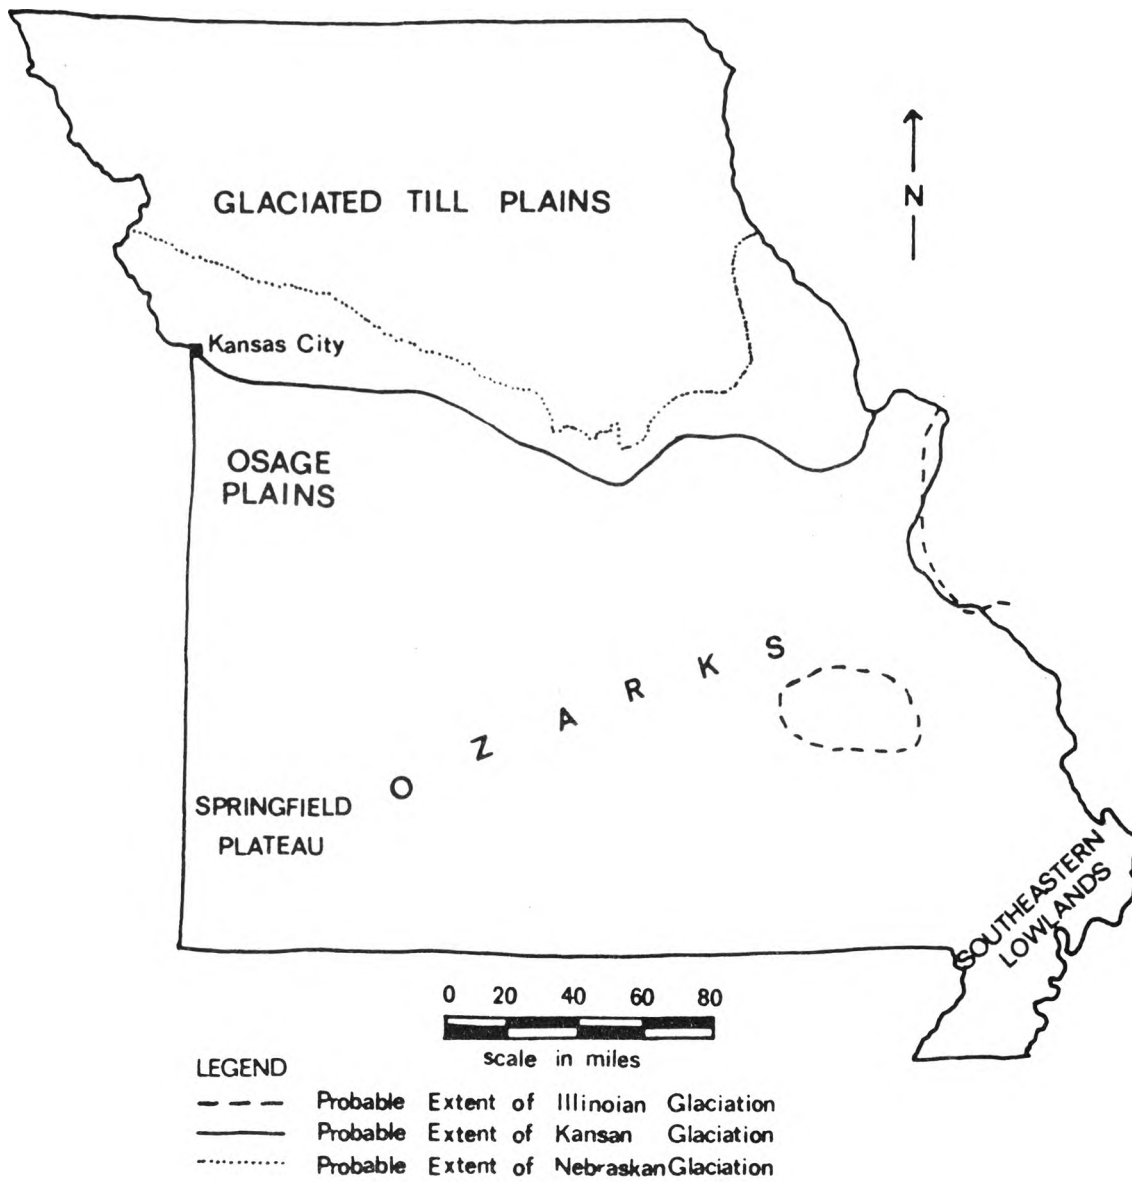 GLACIATED TILL PLAINS
N
Kansas City
OSAGE
PLAINS
OZARKS
SPRINGFIELD
PLATEAU
SOUTHEASTERN
LOWLANDS
0 20 40 60 80
scale in miles
LEGEND
Probable Extent of Illinoian Glaciation
Probable Extent of Kansan Glaciation
Probable Extent of Nebraskan Glaciation